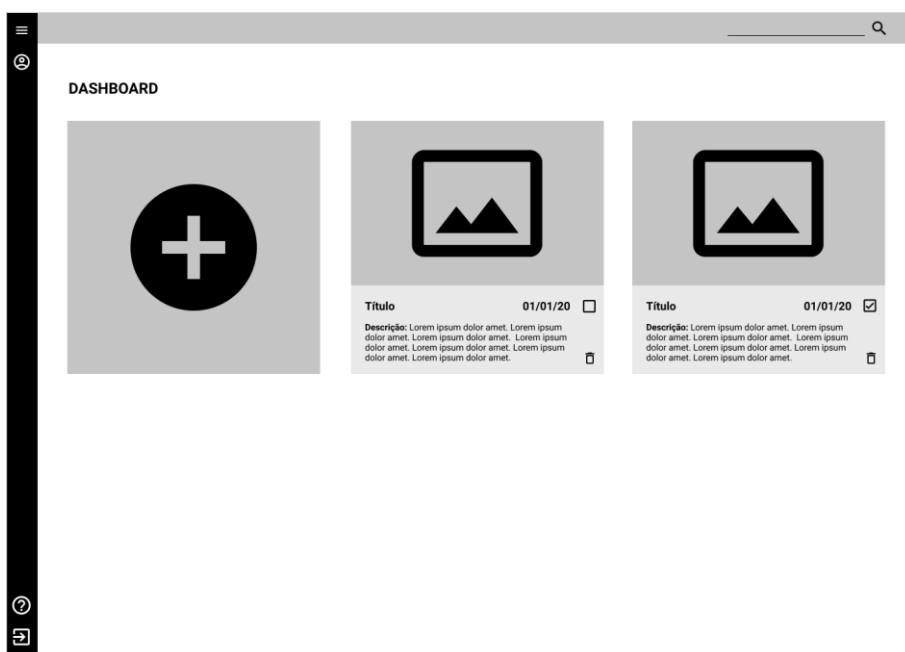 DASHBOARD
Título 01/01/20
Descrição: Lorem ipsum dolor amet. Lorem ipsum
dolor amet. Lorem ipsum dolor amet.  Lorem ipsum
dolor amet. Lorem ipsum dolor amet. Lorem ipsum
dolor amet. Lorem ipsum dolor amet.
Título 01/01/20
Descrição: Lorem ipsum dolor amet. Lorem ipsum
dolor amet. Lorem ipsum dolor amet.  Lorem ipsum
dolor amet. Lorem ipsum dolor amet. Lorem ipsum
dolor amet. Lorem ipsum dolor amet.